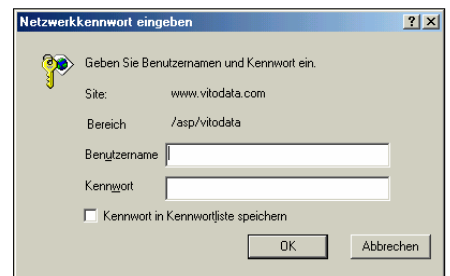 Netzwerkkennwort eingeben
Geben Sie Benutzernamen und Kennwort ein.
Site: www.vitodata.com
Bereich /asp/vitodata
Benutzername
Kennwort
Kennwort in Kennwortliste speichern
OK Abbrechen